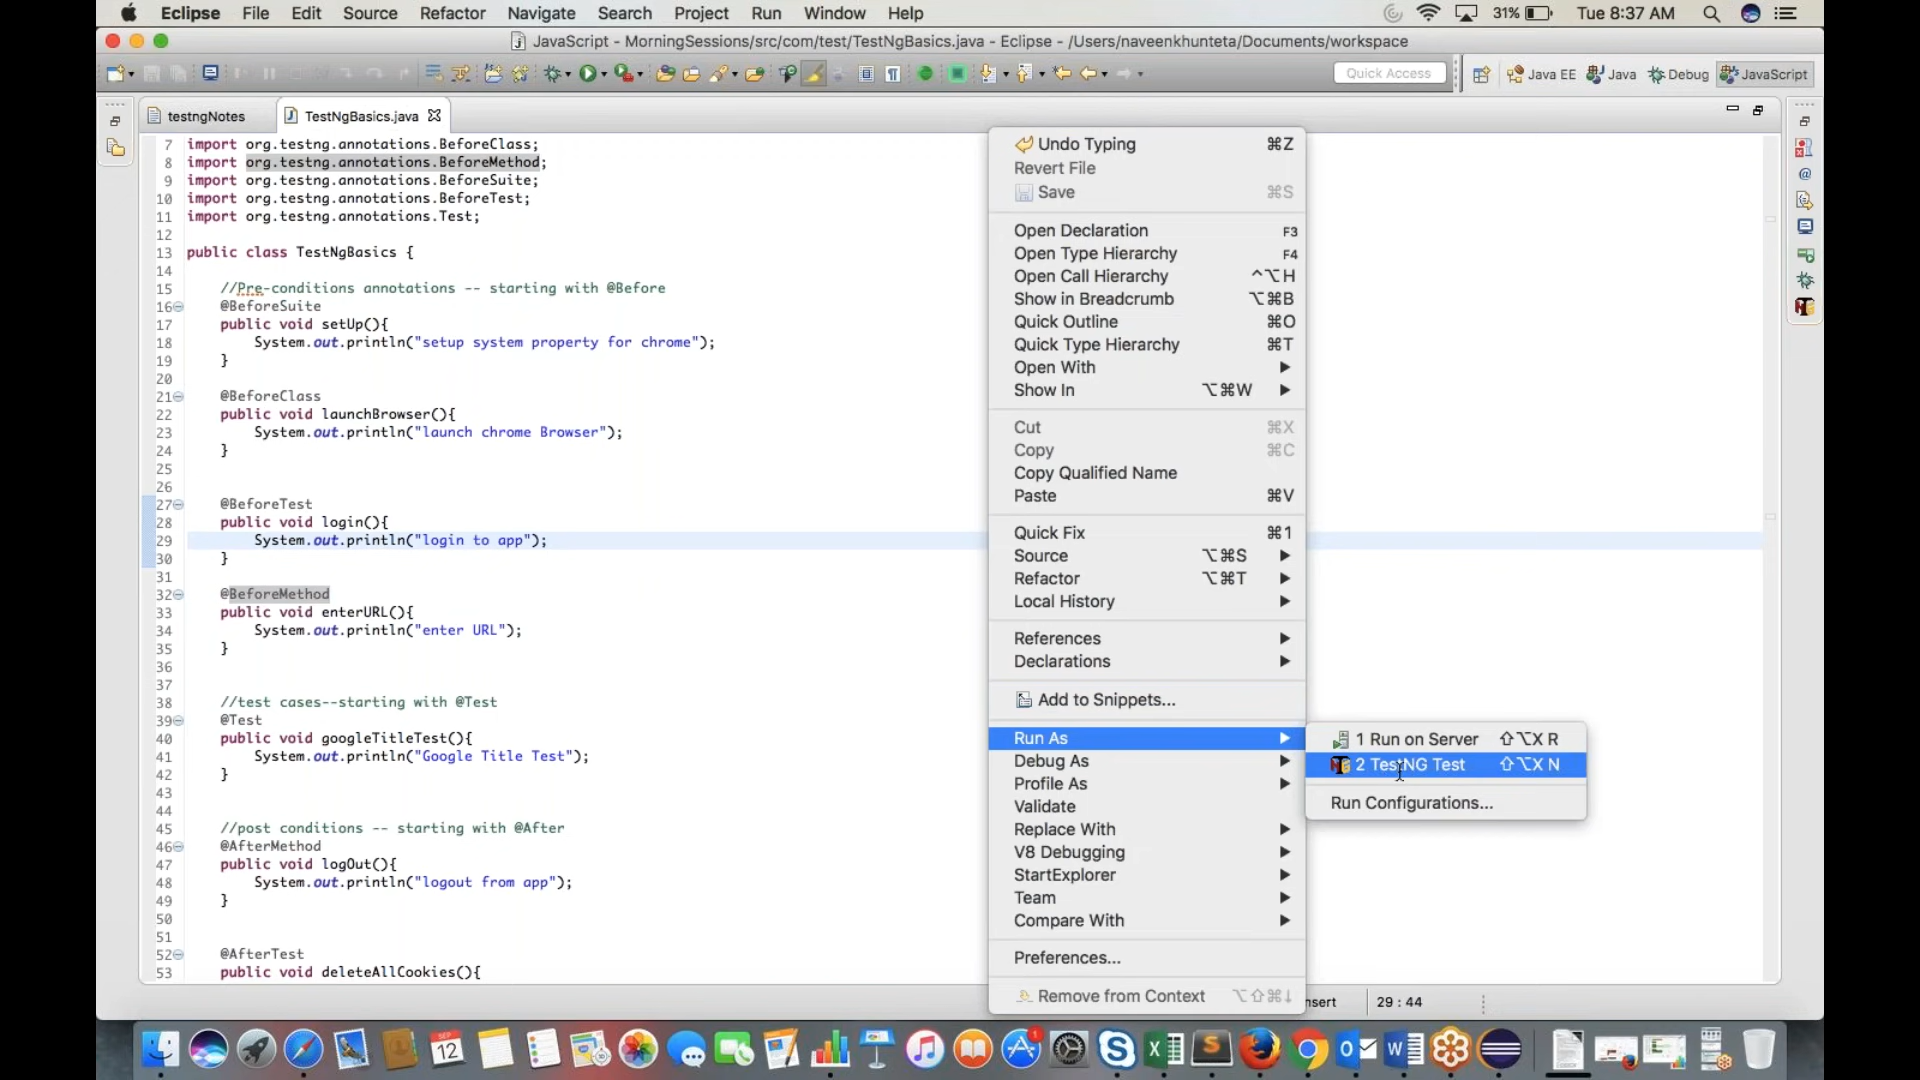 Eclipse File Edit Source Refactor Navigate Search Project Run Window Help 31% Tue 8:37 AM
JavaScript - MorningSessions/src/com/test/TestNgBasics.java - Eclipse - /Users/naveenkhunteta/Documents/workspace
Quick Access Java EE Java Debug JavaScript
testngNotes TestNgBasics.java
7 import org.testng.annotations.BeforeClass;
8 import org.testng.annotations.BeforeMethod;
9 import org.testng.annotations.BeforeSuite;
10 import org.testng.annotations.BeforeTest;
11 import org.testng.annotations.Test;
12
13 public class TestNgBasics {
14
15 //Pre-conditions annotations -- starting with @Before
16 @BeforeSuite
17 public void setUp(){
18 System.out.println("setup system property for chrome");
19 }
20
21 @BeforeClass
22 public void launchBrowser(){
23 System.out.println("launch chrome Browser");
24 }
25
26
27 @BeforeTest
28 public void login(){
29 System.out.println("login to app");
30 }
31
32 @BeforeMethod
33 public void enterURL(){
34 System.out.println("enter URL");
35 }
36
37
38 //test cases--starting with @Test
39 @Test
40 public void googleTitleTest(){
41 System.out.println("Google Title Test");
42 }
43
44
45 //post conditions -- starting with @After
46 @AfterMethod
47 public void logOut(){
48 System.out.println("logout from app");
49 }
50
51
52 @AfterTest
53 public void deleteAllCookies(){
Undo Typing ⌘Z
Revert File
Save ⌘S
Open Declaration F3
Open Type Hierarchy F4
Open Call Hierarchy ^⌥H
Show in Breadcrumb ⌥⌘B
Quick Outline ⌘O
Quick Type Hierarchy ⌘T
Open With
Show In ⌥⌘W
Cut ⌘X
Copy ⌘C
Copy Qualified Name
Paste ⌘V
Quick Fix ⌘1
Source ⌥⌘S
Refactor ⌥⌘T
Local History
References
Declarations
Add to Snippets...
Run As
Debug As
Profile As
Validate
Replace With
V8 Debugging
StartExplorer
Team
Compare With
Preferences...
Remove from Context ⌥⇧⌘↓
1 Run on Server ⇧⌥X R
2 TestNG Test ⇧⌥X N
Run Configurations...
nsert 29 : 44
SEP
12
1